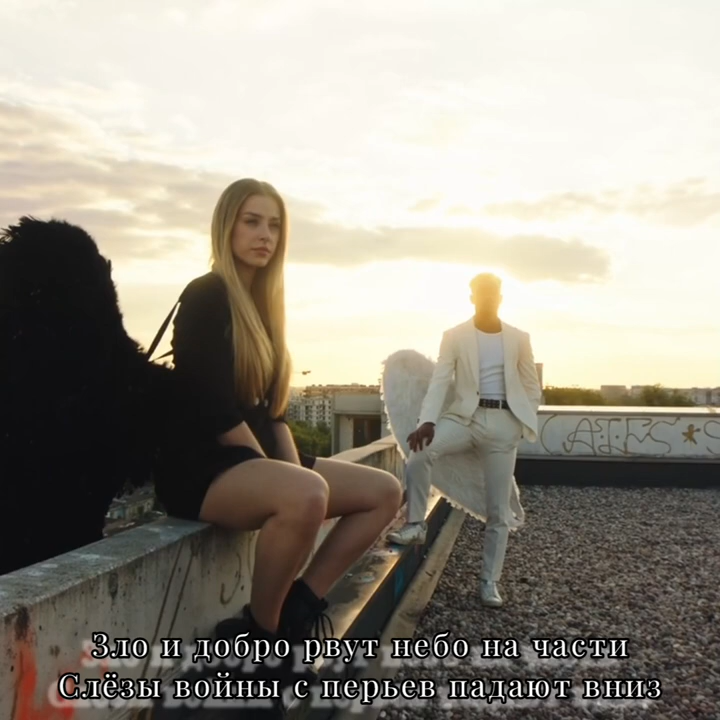 Зло и добро рвут небо на части
Слёзы войны с перьев падают вниз